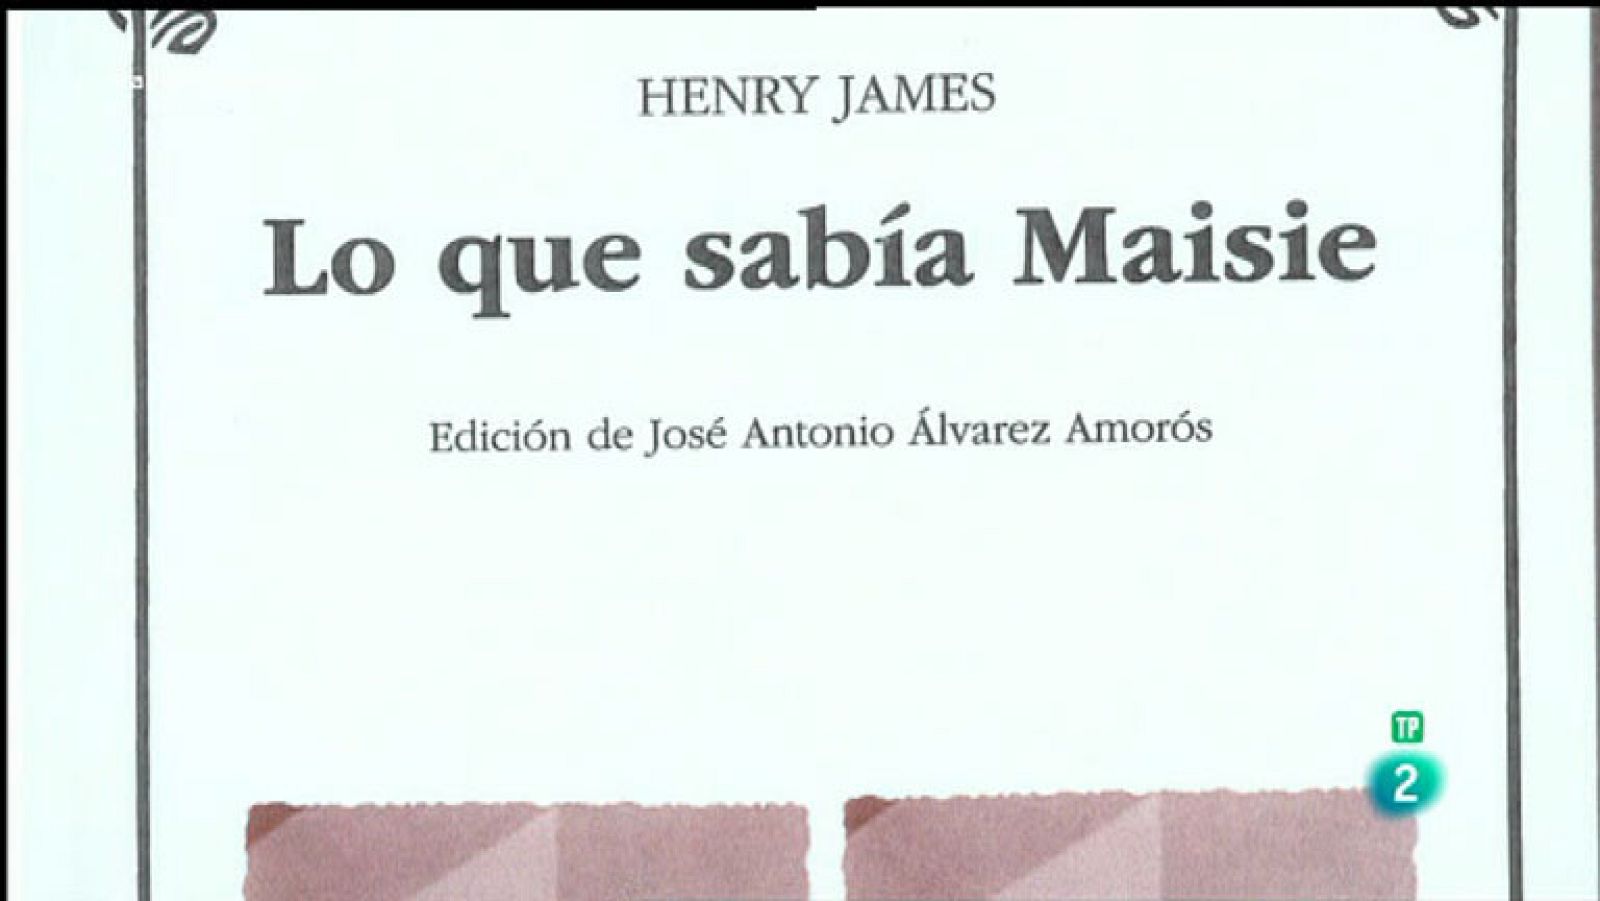 HENRY JAMES
Lo que sabía Maisie
Edición de José Antonio Álvarez Amorós
TP
2